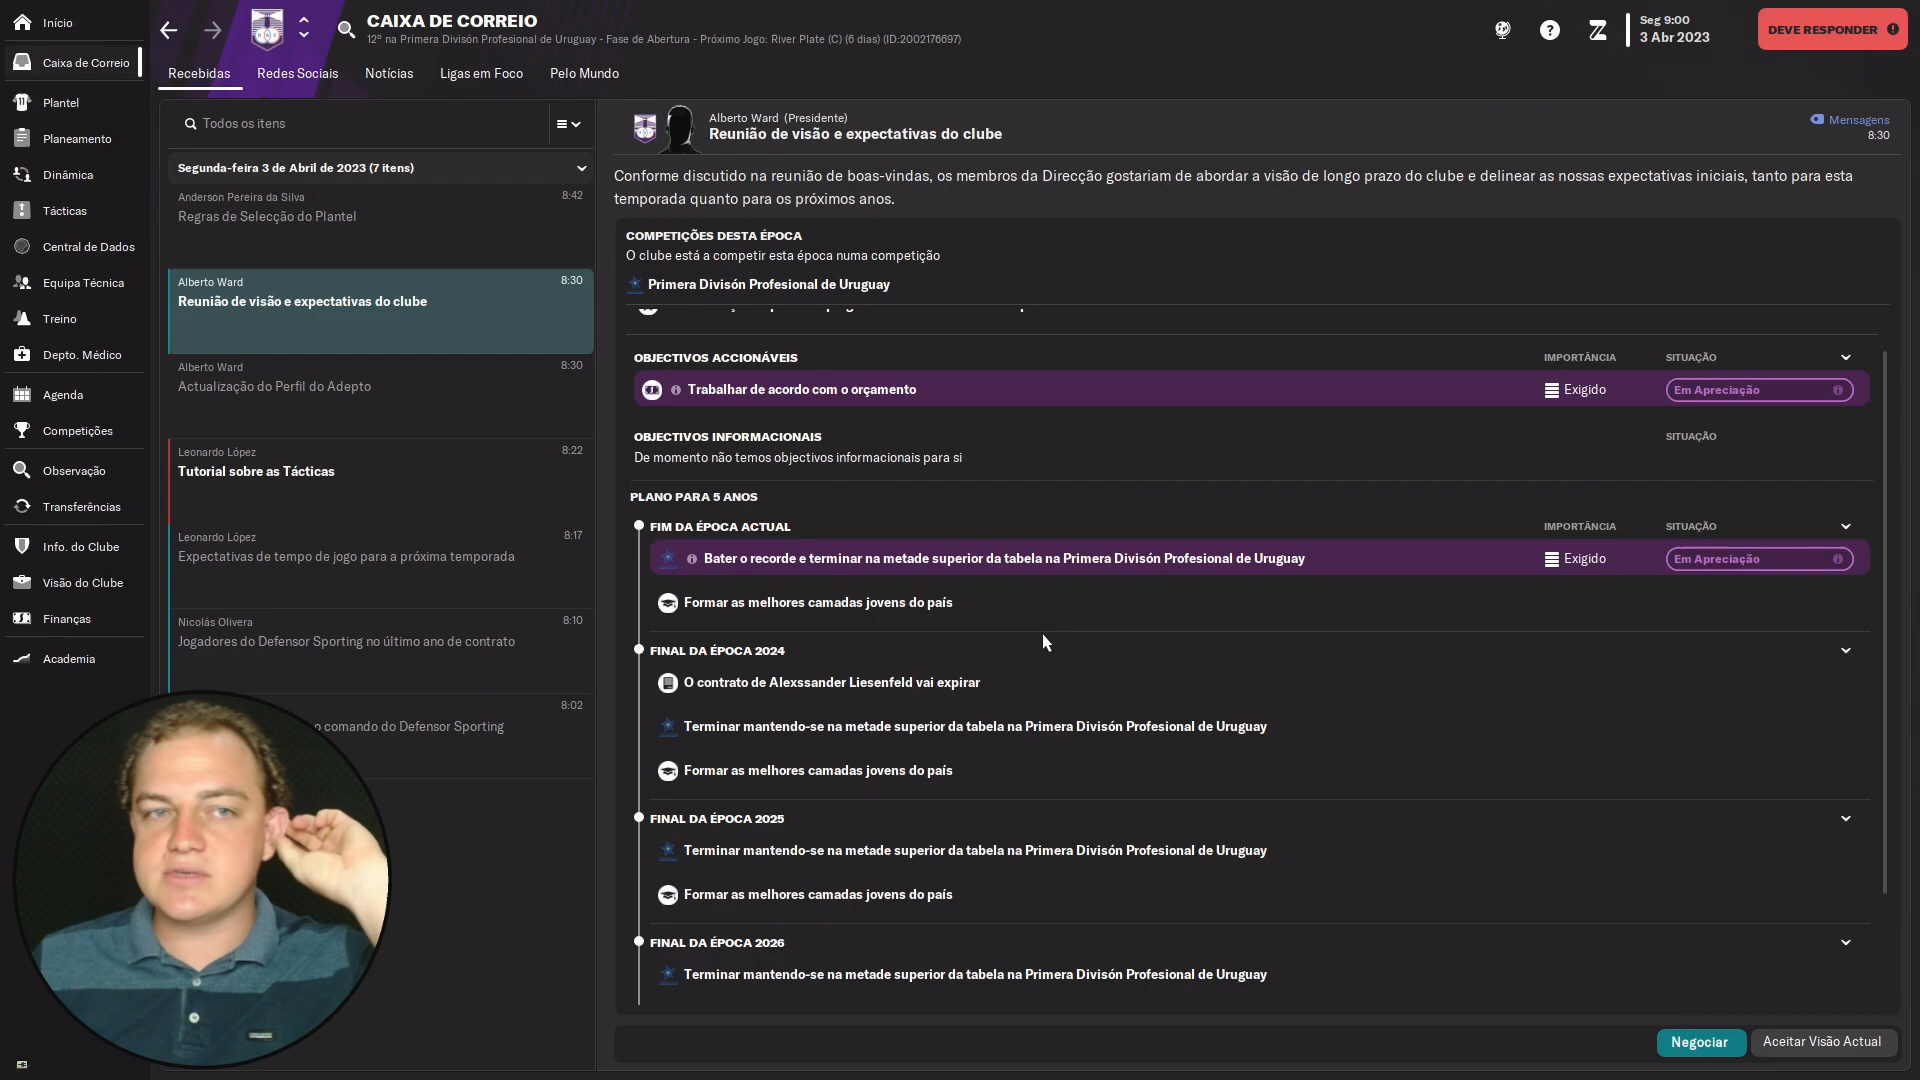 Início
Caixa de Correio
Plantel
Planeamento
Dinâmica
Tácticas
Central de Dados
Equipa Técnica
Treino
Depto. Médico
Agenda
Competições
Observação
Transferências
Info. do Clube
Visão do Clube
Finanças
Academia
CAIXA DE CORREIO
12º na Primera Divisón Profesional de Uruguay - Fase de Abertura - Próximo Jogo: River Plate (C) (6 dias) (ID:2002176697)
Seg 9:00
3 Abr 2023
DEVE RESPONDER
Recebidas
Redes Sociais
Notícias
Ligas em Foco
Pelo Mundo
Todos os itens
Segunda-feira 3 de Abril de 2023 (7 itens)
Anderson Pereira da Silva 8:42
Regras de Selecção do Plantel
Alberto Ward 8:30
Reunião de visão e expectativas do clube
Alberto Ward 8:30
Actualização do Perfil do Adepto
Leonardo López 8:22
Tutorial sobre as Tácticas
Leonardo López 8:17
Expectativas de tempo de jogo para a próxima temporada
Nicolás Olivera 8:10
Jogadores do Defensor Sporting no último ano de contrato
8:02
o comando do Defensor Sporting
Alberto Ward (Presidente)
Reunião de visão e expectativas do clube
Mensagens
8:30
Conforme discutido na reunião de boas-vindas, os membros da Direcção gostariam de abordar a visão de longo prazo do clube e delinear as nossas expectativas iniciais, tanto para esta
temporada quanto para os próximos anos.
COMPETIÇÕES DESTA ÉPOCA
O clube está a competir esta época numa competição
Primera Divisón Profesional de Uruguay
OBJECTIVOS ACCIONÁVEIS IMPORTÂNCIA SITUAÇÃO
Trabalhar de acordo com o orçamento Exigido Em Apreciação
OBJECTIVOS INFORMACIONAIS SITUAÇÃO
De momento não temos objectivos informacionais para si
PLANO PARA 5 ANOS
FIM DA ÉPOCA ACTUAL IMPORTÂNCIA SITUAÇÃO
Bater o recorde e terminar na metade superior da tabela na Primera Divisón Profesional de Uruguay Exigido Em Apreciação
Formar as melhores camadas jovens do país
FINAL DA ÉPOCA 2024
O contrato de Alexssander Liesenfeld vai expirar
Terminar mantendo-se na metade superior da tabela na Primera Divisón Profesional de Uruguay
Formar as melhores camadas jovens do país
FINAL DA ÉPOCA 2025
Terminar mantendo-se na metade superior da tabela na Primera Divisón Profesional de Uruguay
Formar as melhores camadas jovens do país
FINAL DA ÉPOCA 2026
Terminar mantendo-se na metade superior da tabela na Primera Divisón Profesional de Uruguay
Negociar
Aceitar Visão Actual